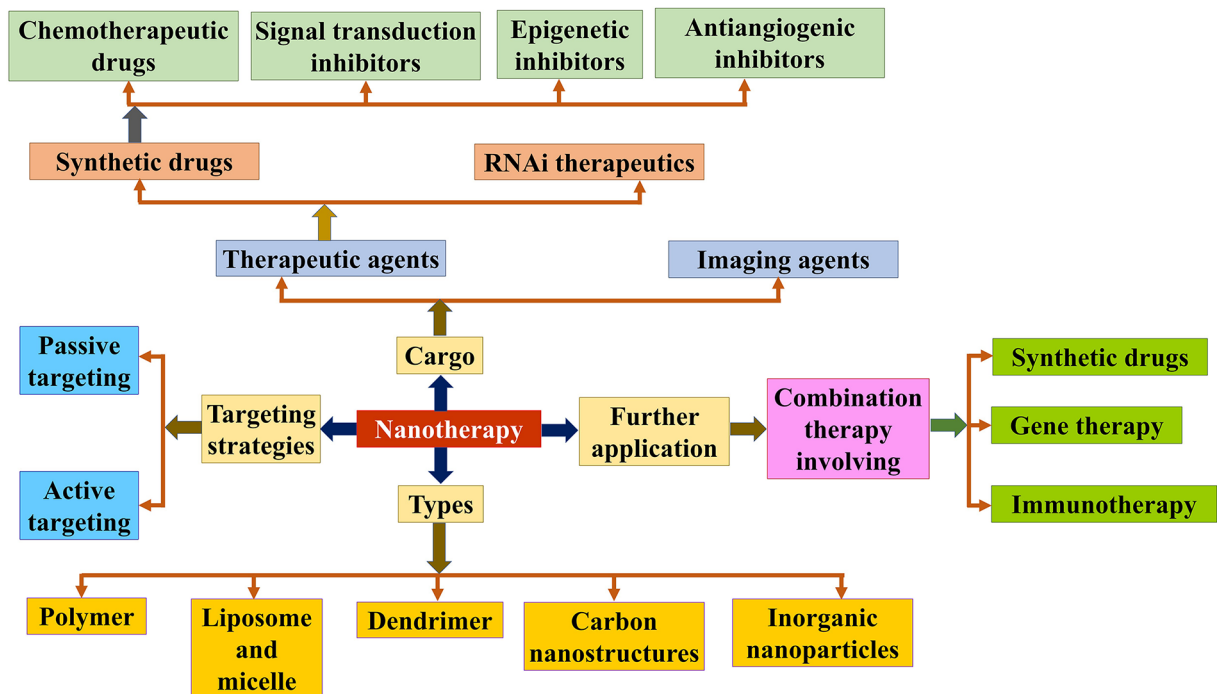 Chemotherapeutic
drugs
Signal transduction
inhibitors
Epigenetic
inhibitors
Antiangiogenic
inhibitors
Synthetic drugs
RNAi therapeutics
Therapeutic agents
Imaging agents
Passive
targeting
Cargo
Synthetic drugs
Targeting
strategies
Nanotherapy
Further
application
Combination
therapy
involving
Gene therapy
Active
targeting
Types
Immunotherapy
Polymer
Liposome
and
micelle
Dendrimer
Carbon
nanostructures
Inorganic
nanoparticles